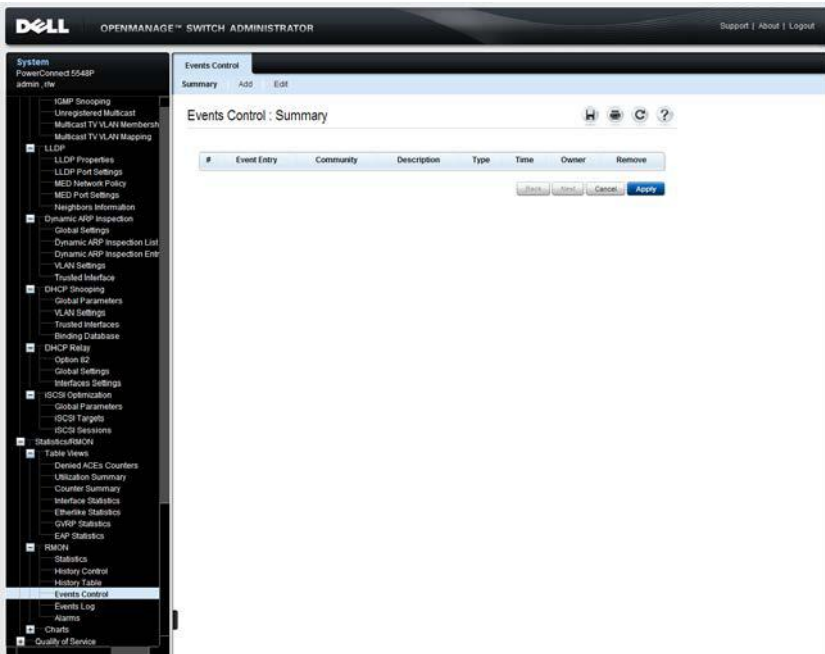 DELL OPENMANAGE™ SWITCH ADMINISTRATOR
Support | About | Logout
System
PowerConnect 5548P
admin , r/w
IGMP Snooping
Unregistered Multicast
Multicast TV VLAN Membersh
Multicast TV VLAN Mapping
LLDP
LLDP Properties
LLDP Port Settings
MED Network Policy
MED Port Settings
Neighbors Information
Dynamic ARP Inspection
Global Settings
Dynamic ARP Inspection List
Dynamic ARP Inspection Entr
VLAN Settings
Trusted Interface
DHCP Snooping
Global Parameters
VLAN Settings
Trusted Interfaces
Binding Database
DHCP Relay
Option 82
Global Settings
Interfaces Settings
iSCSI Optimization
Global Parameters
iSCSI Targets
iSCSI Sessions
Statistics/RMON
Table Views
Denied ACEs Counters
Utilization Summary
Counter Summary
Interface Statistics
Etherlike Statistics
GVRP Statistics
EAP Statistics
RMON
Statistics
History Control
History Table
Events Control
Events Log
Alarms
Charts
Quality of Service
Events Control
Summary Add Edit
Events Control : Summary
# Event Entry Community Description Type Time Owner Remove
Back Next Cancel Apply